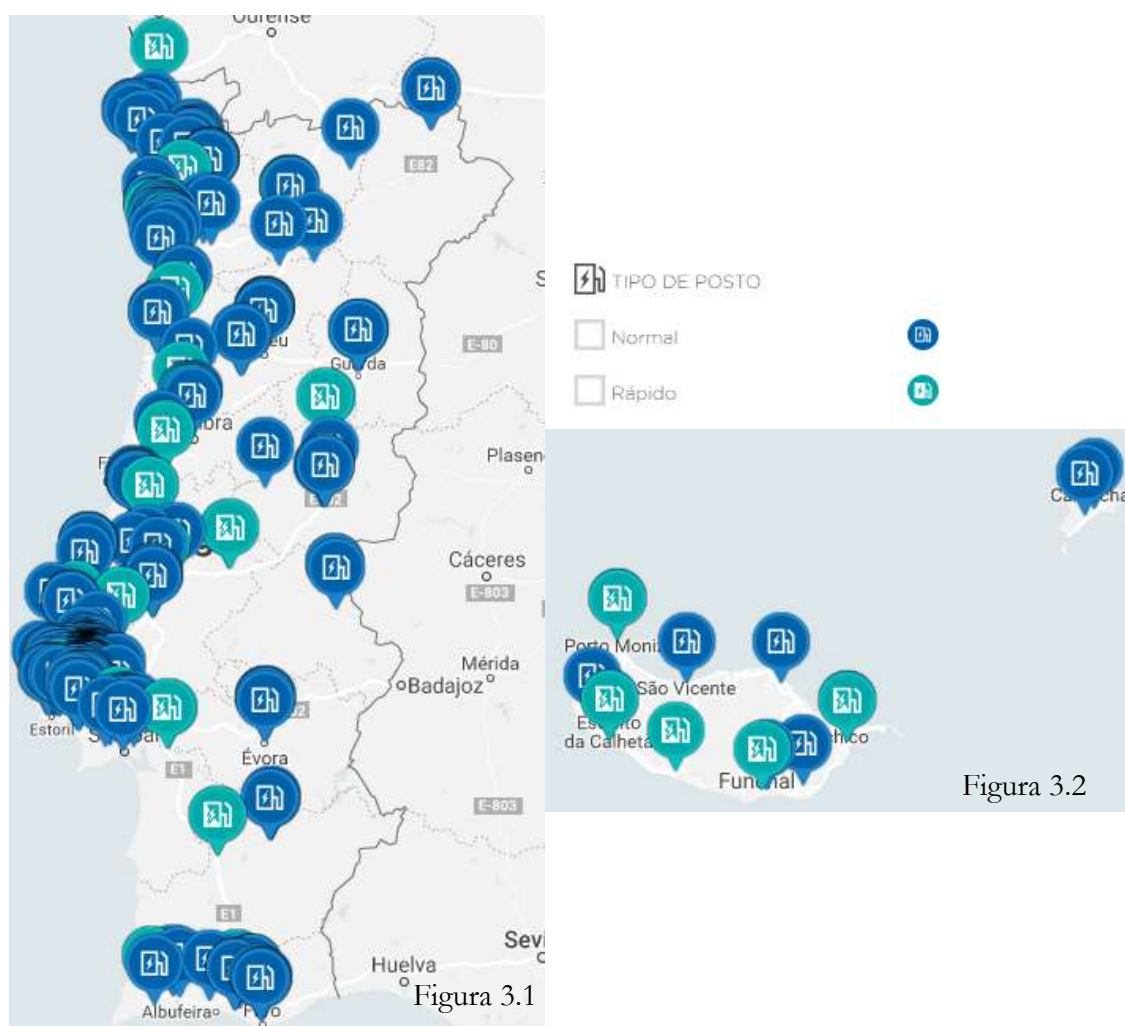 Ourense
E82
E-80
Guarda
Plasen
Cáceres
E-803
Mérida
Badajoz
Estoril
Évora
E1
E-803
E1
Sevi
Huelva
Albufeira
Faro
Figura 3.1
TIPO DE POSTO
Normal
Rápido
Porto Moniz
São Vicente
da Calheta
Funchal
Figura 3.2